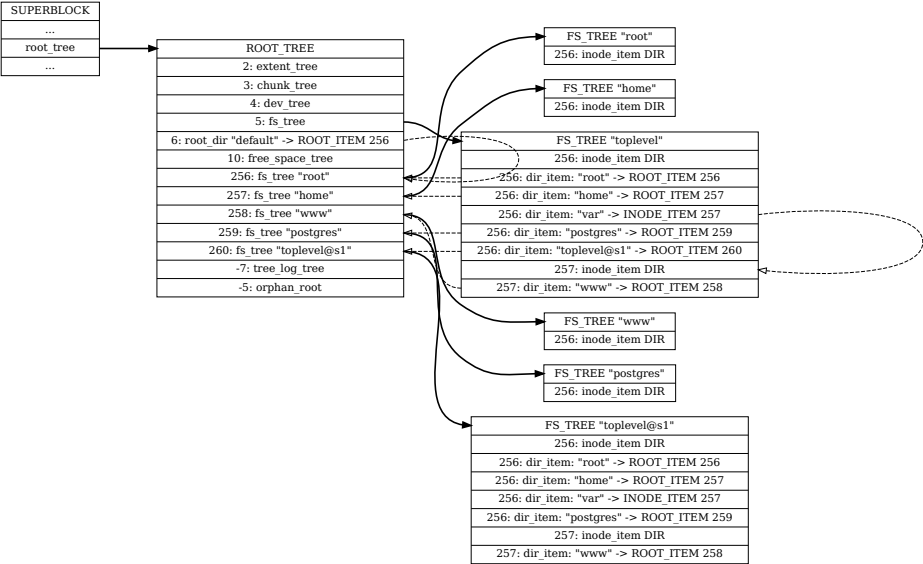 SUPERBLOCK
...
root_tree
...
ROOT_TREE
2: extent_tree
3: chunk_tree
4: dev_tree
5: fs_tree
6: root_dir "default" -> ROOT_ITEM 256
10: free_space_tree
256: fs_tree "root"
257: fs_tree "home"
258: fs_tree "www"
259: fs_tree "postgres"
260: fs_tree "toplevel@s1"
-7: tree_log_tree
-5: orphan_root
FS_TREE "root"
256: inode_item DIR
FS_TREE "home"
256: inode_item DIR
FS_TREE "toplevel"
256: inode_item DIR
256: dir_item: "root" -> ROOT_ITEM 256
256: dir_item: "home" -> ROOT_ITEM 257
256: dir_item: "var" -> INODE_ITEM 257
256: dir_item: "postgres" -> ROOT_ITEM 259
256: dir_item: "toplevel@s1" -> ROOT_ITEM 260
257: inode_item DIR
257: dir_item: "www" -> ROOT_ITEM 258
FS_TREE "www"
256: inode_item DIR
FS_TREE "postgres"
256: inode_item DIR
FS_TREE "toplevel@s1"
256: inode_item DIR
256: dir_item: "root" -> ROOT_ITEM 256
256: dir_item: "home" -> ROOT_ITEM 257
256: dir_item: "var" -> INODE_ITEM 257
256: dir_item: "postgres" -> ROOT_ITEM 259
257: inode_item DIR
257: dir_item: "www" -> ROOT_ITEM 258